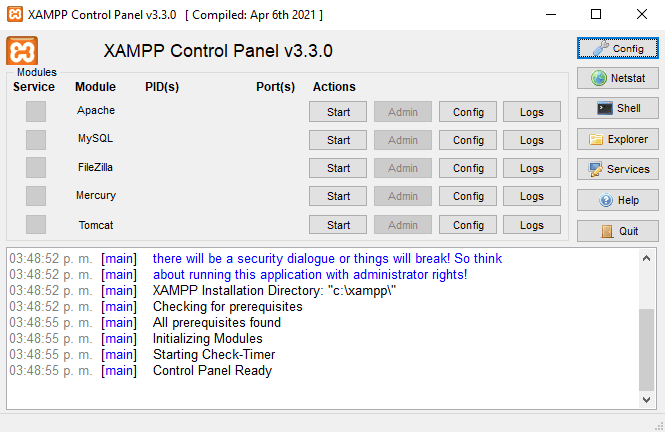 XAMPP Control Panel v3.3.0 [ Compiled: Apr 6th 2021 ]
XAMPP Control Panel v3.3.0
Config
Modules
Service Module PID(s) Port(s) Actions
Netstat
Apache Start Admin Config Logs
Shell
MySQL Start Admin Config Logs
Explorer
FileZilla Start Admin Config Logs
Services
Mercury Start Admin Config Logs
Help
Tomcat Start Admin Config Logs
Quit
03:48:52 p. m. [main] there will be a security dialogue or things will break! So think
03:48:52 p. m. [main] about running this application with administrator rights!
03:48:52 p. m. [main] XAMPP Installation Directory: "c:\xampp\"
03:48:52 p. m. [main] Checking for prerequisites
03:48:55 p. m. [main] All prerequisites found
03:48:55 p. m. [main] Initializing Modules
03:48:55 p. m. [main] Starting Check-Timer
03:48:55 p. m. [main] Control Panel Ready